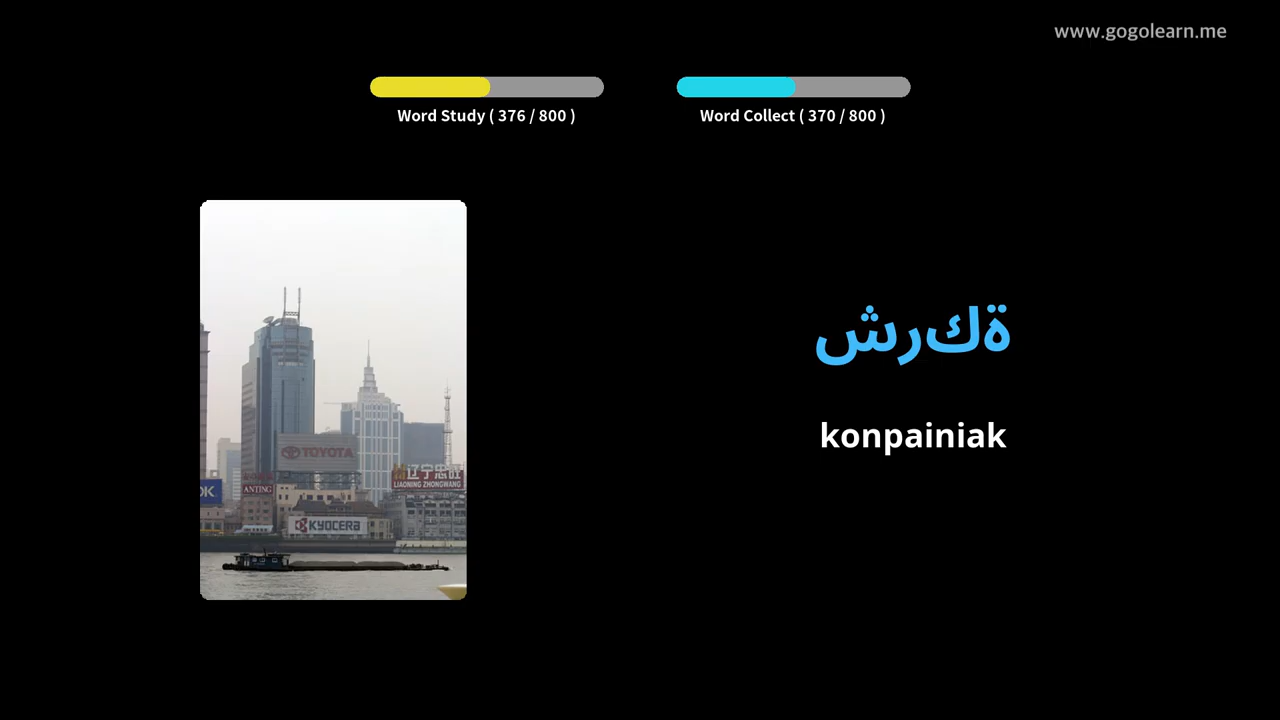 www.gogolearn.me
Word Study ( 376 / 800 )
Word Collect ( 370 / 800 )
شركة
konpainiak
TOYOTA
辽宁忠旺
LIAONING ZHONGWANG
ANTING
KYOCERA